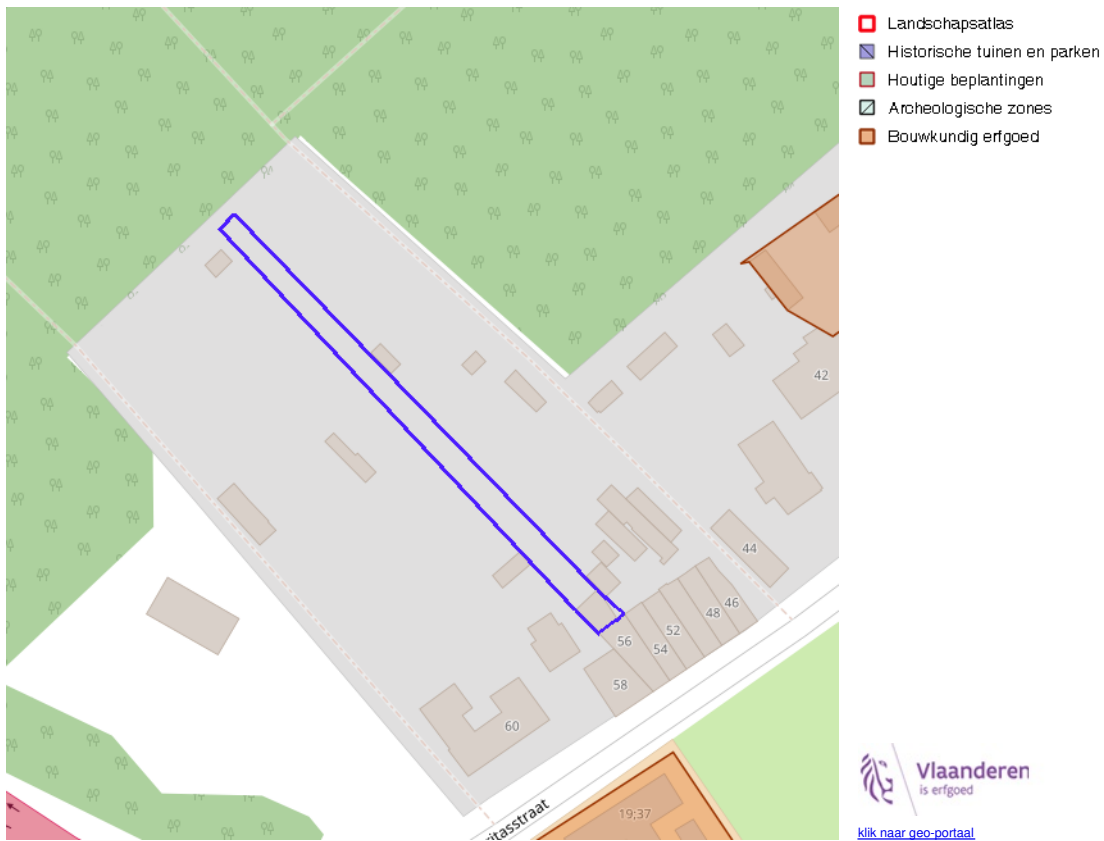 Landschapsatlas
Historische tuinen en parken
Houtige beplantingen
Archeologische zones
Bouwkundig erfgoed
42
44
46
48
52
54
56
58
60
19;37
ritasstraat
Vlaanderen
is erfgoed
klik naar geo-portaal